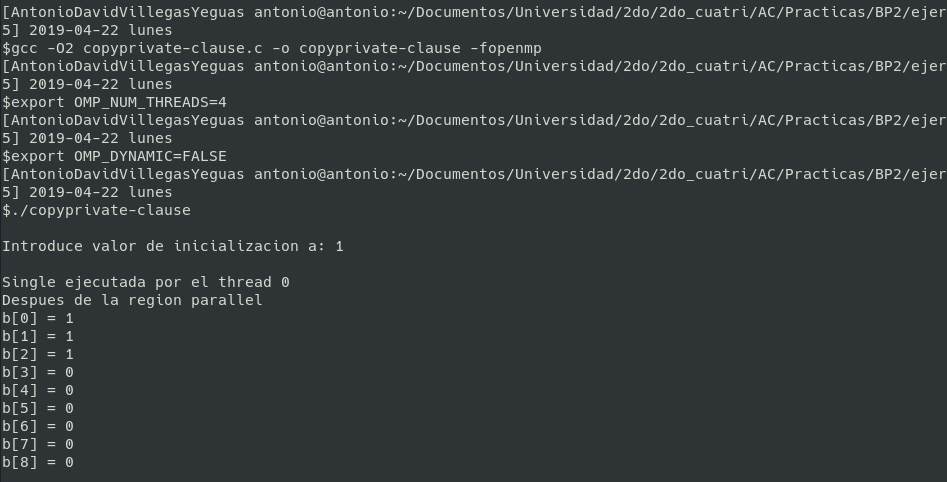 [AntonioDavidVillegasYeguas antonio@antonio:~/Documentos/Universidad/2do/2do_cuatri/AC/Practicas/BP2/ejer
5] 2019-04-22 lunes
$gcc -O2 copyprivate-clause.c -o copyprivate-clause -fopenmp
[AntonioDavidVillegasYeguas antonio@antonio:~/Documentos/Universidad/2do/2do_cuatri/AC/Practicas/BP2/ejer
5] 2019-04-22 lunes
$export OMP_NUM_THREADS=4
[AntonioDavidVillegasYeguas antonio@antonio:~/Documentos/Universidad/2do/2do_cuatri/AC/Practicas/BP2/ejer
5] 2019-04-22 lunes
$export OMP_DYNAMIC=FALSE
[AntonioDavidVillegasYeguas antonio@antonio:~/Documentos/Universidad/2do/2do_cuatri/AC/Practicas/BP2/ejer
5] 2019-04-22 lunes
$./copyprivate-clause
Introduce valor de inicializacion a: 1
Single ejecutada por el thread 0
Despues de la region parallel
b[0] = 1
b[1] = 1
b[2] = 1
b[3] = 0
b[4] = 0
b[5] = 0
b[6] = 0
b[7] = 0
b[8] = 0